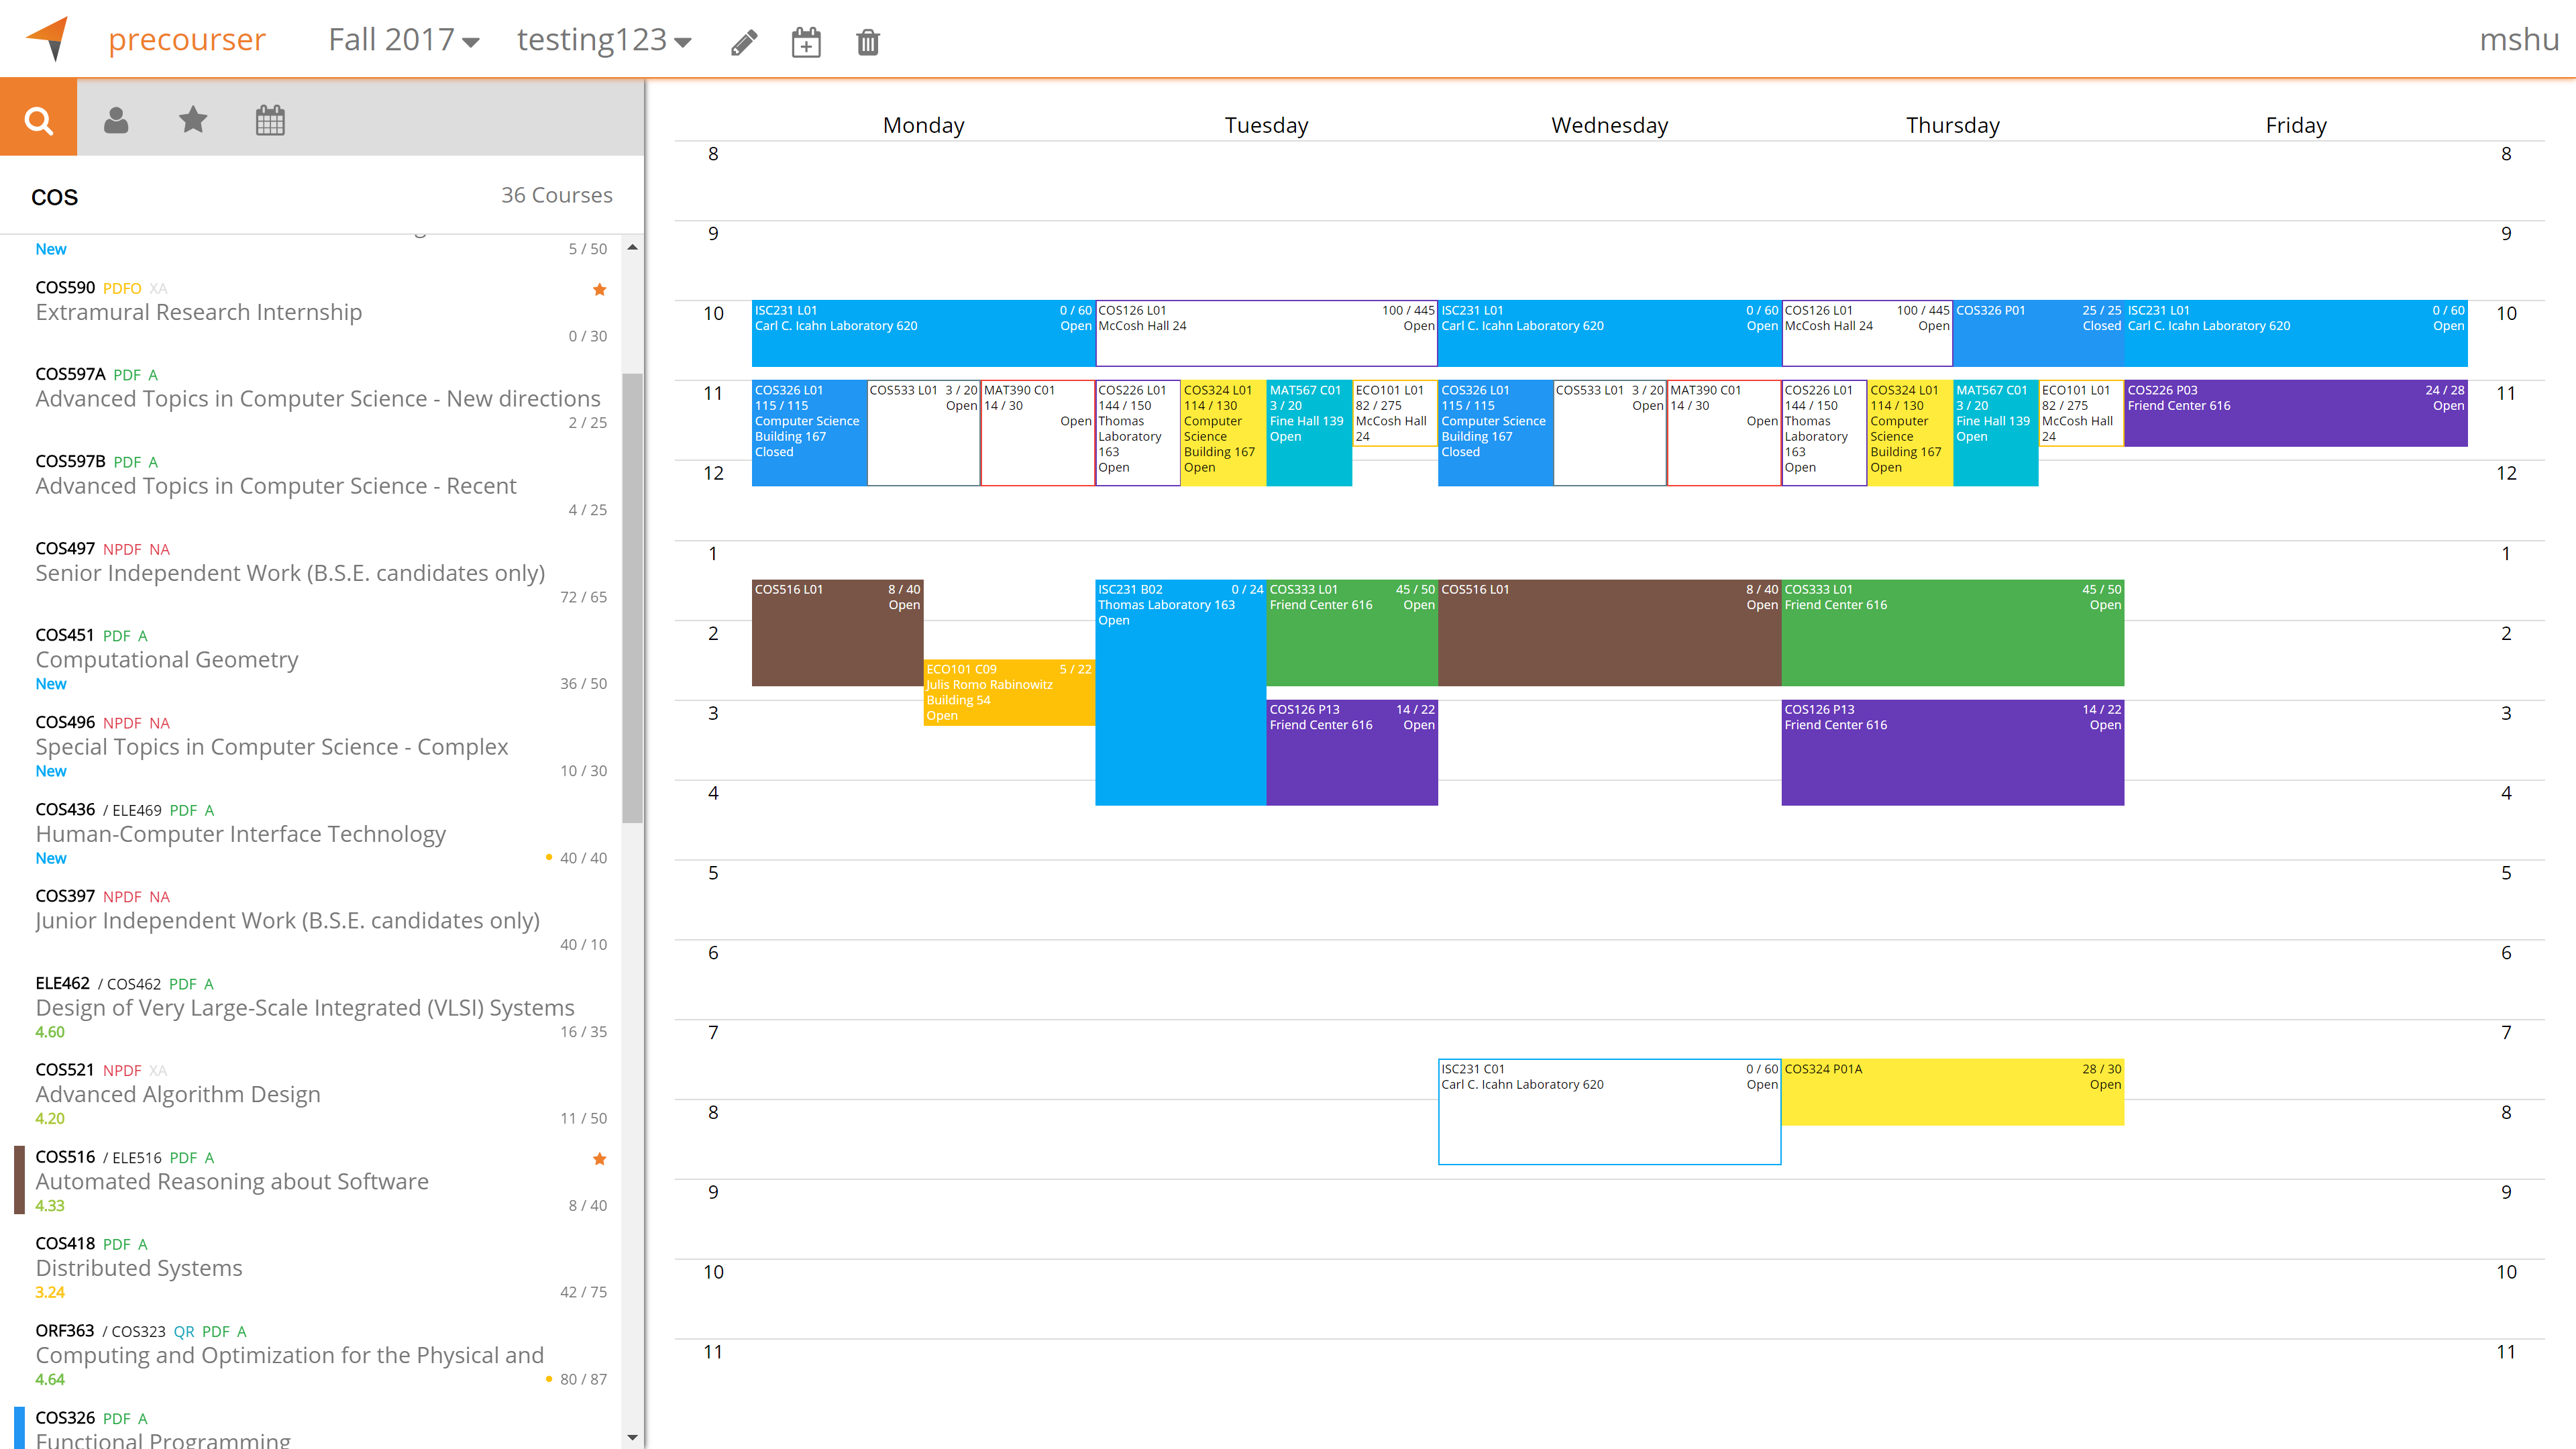 precourser
Fall 2017
testing123
mshu
COS
36 Courses
New
5 / 50
COS590 PDFO XA
Extramural Research Internship
0 / 30
COS597A PDF A
Advanced Topics in Computer Science - New directions
2 / 25
COS597B PDF A
Advanced Topics in Computer Science - Recent
4 / 25
COS497 NPDF NA
Senior Independent Work (B.S.E. candidates only)
72 / 65
COS451 PDF A
Computational Geometry
New
36 / 50
COS496 NPDF NA
Special Topics in Computer Science - Complex
New
10 / 30
COS436 / ELE469 PDF A
Human-Computer Interface Technology
New
40 / 40
COS397 NPDF NA
Junior Independent Work (B.S.E. candidates only)
40 / 10
ELE462 / COS462 PDF A
Design of Very Large-Scale Integrated (VLSI) Systems
4.60
16 / 35
COS521 NPDF XA
Advanced Algorithm Design
4.20
11 / 50
COS516 / ELE516 PDF A
Automated Reasoning about Software
4.33
8 / 40
COS418 PDF A
Distributed Systems
3.24
42 / 75
ORF363 / COS323 QR PDF A
Computing and Optimization for the Physical and
4.64
80 / 87
COS326 PDF A
Functional Programming
Monday
Tuesday
Wednesday
Thursday
Friday
8
8
9
9
10
ISC231 L01 0 / 60
Carl C. Icahn Laboratory 620 Open
COS126 L01 100 / 445
McCosh Hall 24 Open
ISC231 L01 0 / 60
Carl C. Icahn Laboratory 620 Open
COS126 L01 100 / 445
McCosh Hall 24 Open
COS326 P01 25 / 25
Closed
ISC231 L01 0 / 60
Carl C. Icahn Laboratory 620 Open
10
11
COS326 L01
115 / 115
Computer Science
Building 167
Closed
COS533 L01 3 / 20
Open
MAT390 C01
14 / 30
Open
COS226 L01
144 / 150
Thomas
Laboratory
163
Open
COS324 L01
114 / 130
Computer
Science
Building 167
Open
MAT567 C01
3 / 20
Fine Hall 139
Open
ECO101 L01
82 / 275
McCosh Hall
24
COS326 L01
115 / 115
Computer Science
Building 167
Closed
COS533 L01 3 / 20
Open
MAT390 C01
14 / 30
Open
COS226 L01
144 / 150
Thomas
Laboratory
163
Open
COS324 L01
114 / 130
Computer
Science
Building 167
Open
MAT567 C01
3 / 20
Fine Hall 139
Open
ECO101 L01
82 / 275
McCosh Hall
24
COS226 P03 24 / 28
Friend Center 616 Open
11
12
12
1
1
COS516 L01 8 / 40
Open
ISC231 B02 0 / 24
Thomas Laboratory 163
Open
COS333 L01 45 / 50
Friend Center 616 Open
COS516 L01 8 / 40
Open
COS333 L01 45 / 50
Friend Center 616 Open
2
2
ECO101 C09 5 / 22
Julis Romo Rabinowitz
Building 54
Open
3
COS126 P13 14 / 22
Friend Center 616 Open
COS126 P13 14 / 22
Friend Center 616 Open
3
4
4
5
5
6
6
7
7
ISC231 C01 0 / 60
Carl C. Icahn Laboratory 620 Open
COS324 P01A 28 / 30
Open
8
8
9
9
10
10
11
11